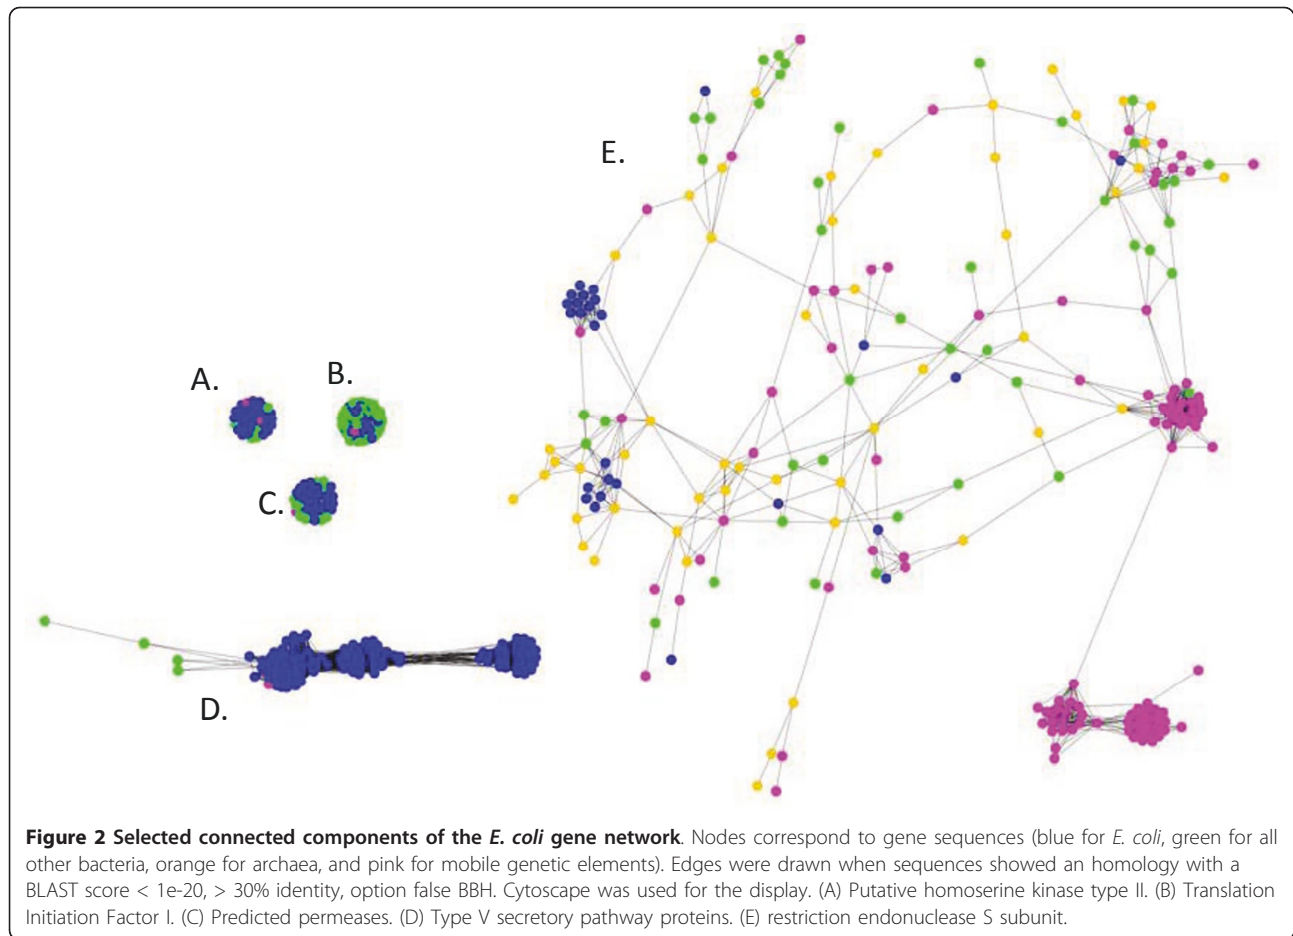 E.
A.
B.
C.
D.
Figure 2 Selected connected components of the E. coli gene network. Nodes correspond to gene sequences (blue for E. coli, green for all
other bacteria, orange for archaea, and pink for mobile genetic elements). Edges were drawn when sequences showed an homology with a
BLAST score < 1e-20, > 30% identity, option false BBH. Cytoscape was used for the display. (A) Putative homoserine kinase type II. (B) Translation
Initiation Factor I. (C) Predicted permeases. (D) Type V secretory pathway proteins. (E) restriction endonuclease S subunit.